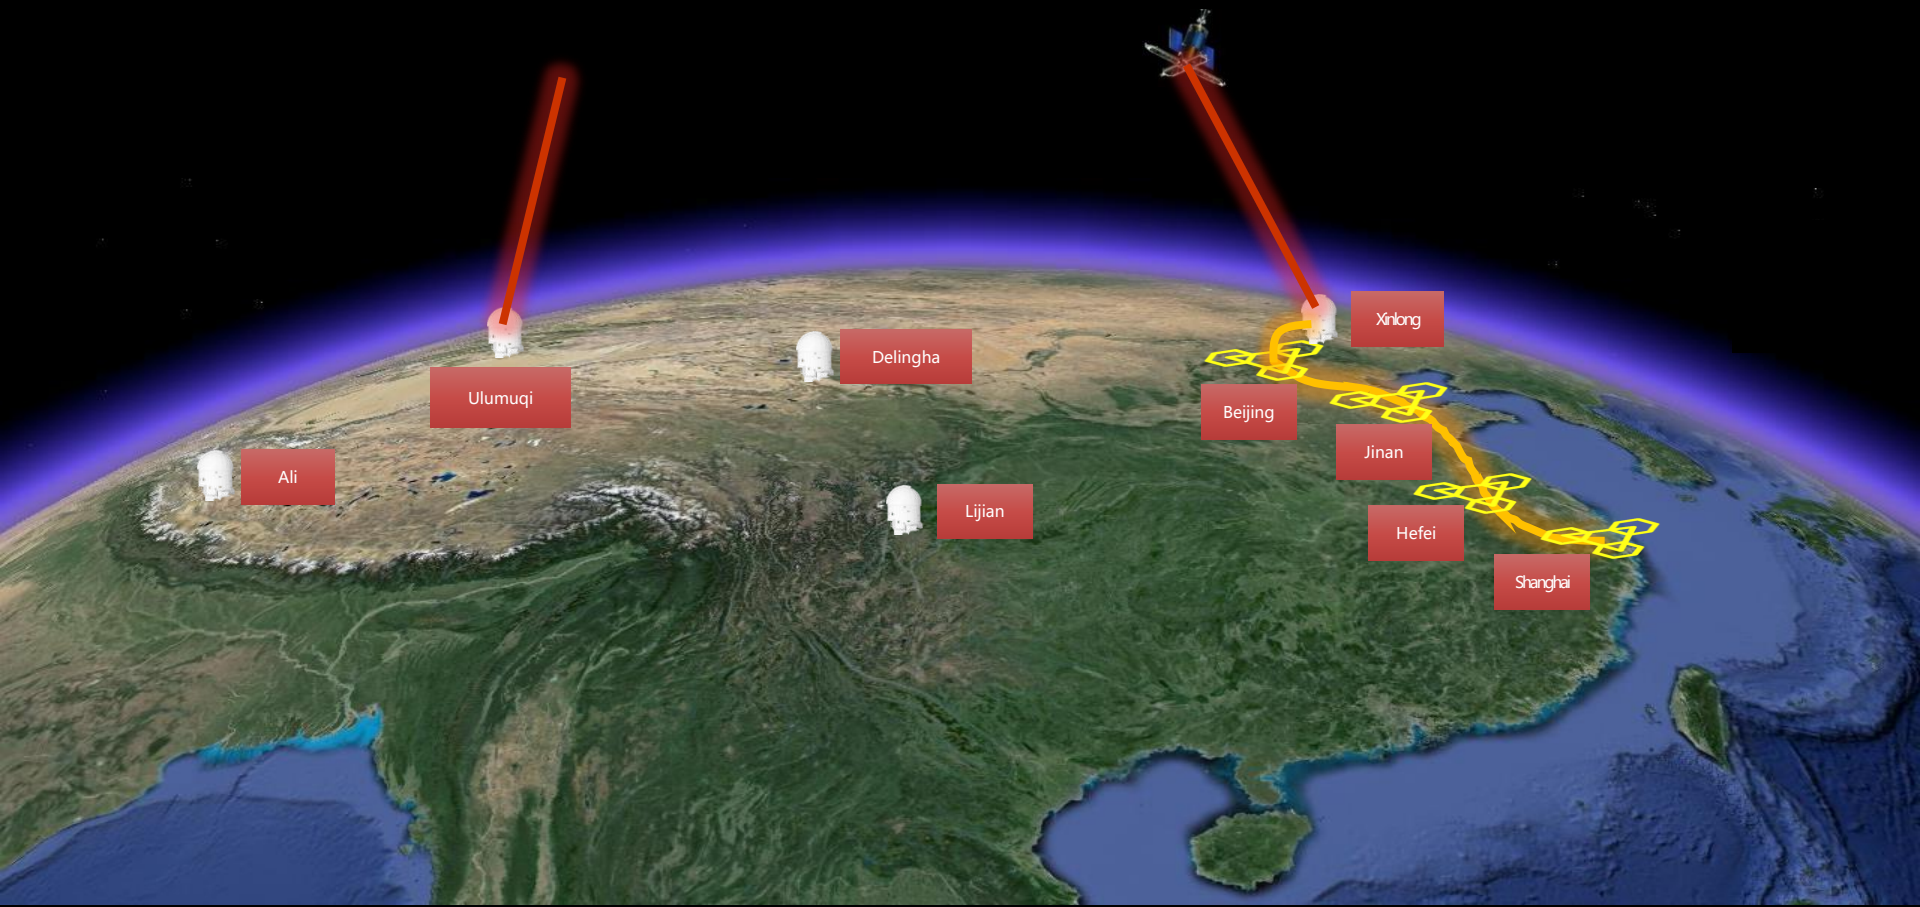 Xinlong
Delingha
Ulumuqi
Beijing
Jinan
Ali
Lijian
Hefei
Shanghai